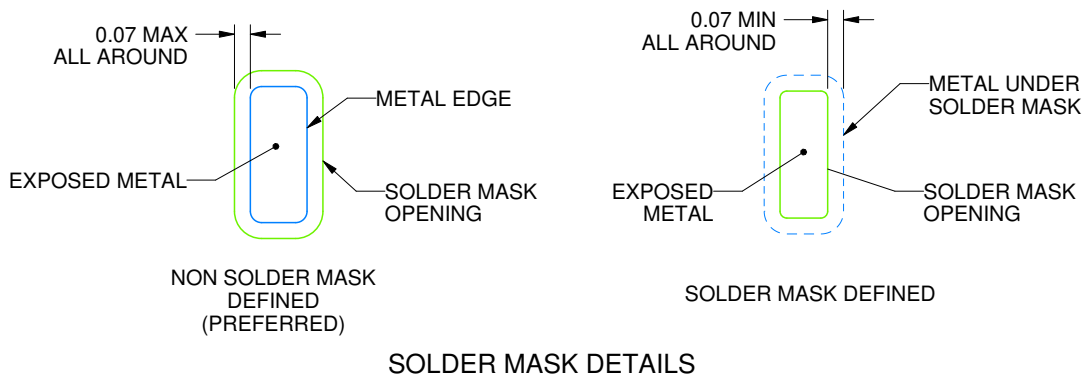 0.07 MAX
ALL AROUND
METAL EDGE
EXPOSED METAL
SOLDER MASK
OPENING
NON SOLDER MASK
DEFINED
(PREFERRED)
0.07 MIN
ALL AROUND
METAL UNDER
SOLDER MASK
EXPOSED
METAL
SOLDER MASK
OPENING
SOLDER MASK DEFINED
SOLDER MASK DETAILS